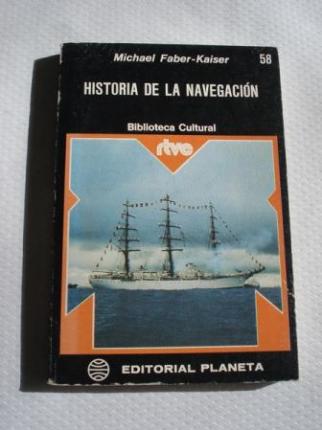 Michael Faber-Kaiser 58
HISTORIA DE LA NAVEGACIÓN
Biblioteca Cultural
rtve
EDITORIAL PLANETA